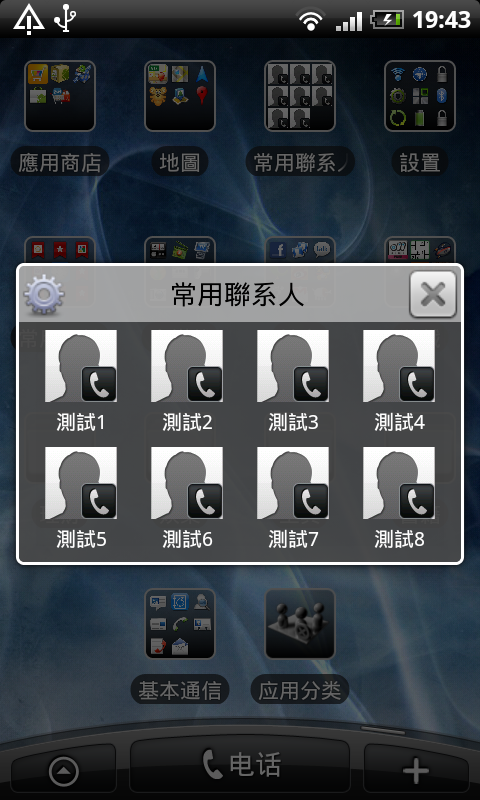 19:43
應用商店
地圖
常用聯系人
設置
常用聯系人
測試1
測試2
測試3
測試4
測試5
測試6
測試7
測試8
基本通信
应用分类
电话